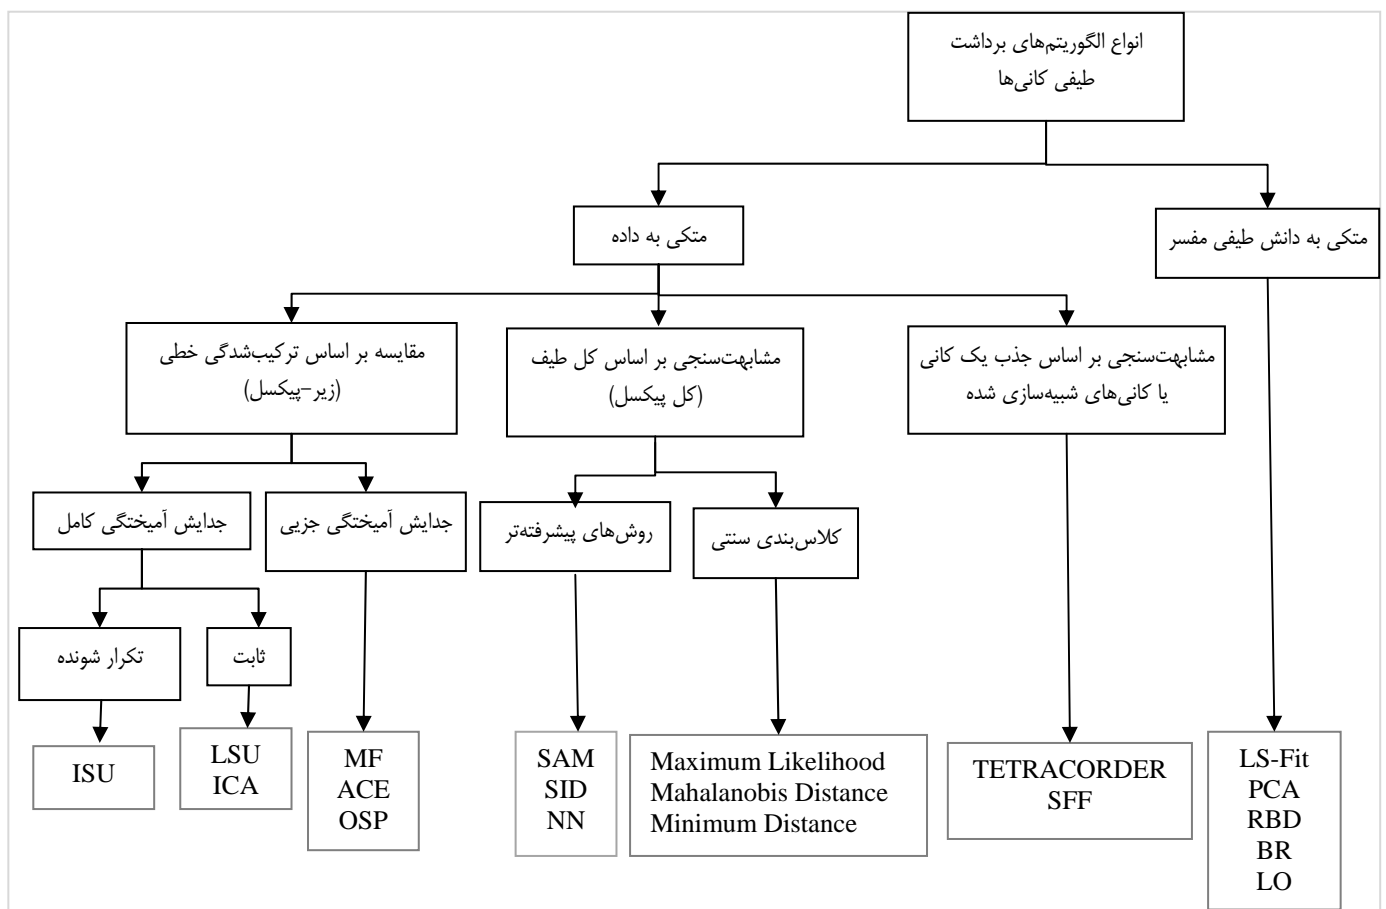 انواع الگوریتم‌های برداشت
طیفی کانی‌ها
متکی به دانش طیفی مفسر
متکی به داده
مشابهت‌سنجی بر اساس جذب یک کانی
یا کانی‌های شبیه‌سازی شده
مشابهت‌سنجی بر اساس کل طیف
(کل پیکسل)
مقایسه بر اساس ترکیب‌شدگی خطی
(زیر-پیکسل)
کلاس‌بندی سنتی
روش‌های پیشرفته‌تر
جدایش آمیختگی جزیی
جدایش آمیختگی کامل
ثابت
تکرار شونده
LS-Fit
PCA
RBD
BR
LO
TETRACORDER
SFF
Maximum Likelihood
Mahalanobis Distance
Minimum Distance
SAM
SID
NN
MF
ACE
OSP
LSU
ICA
ISU